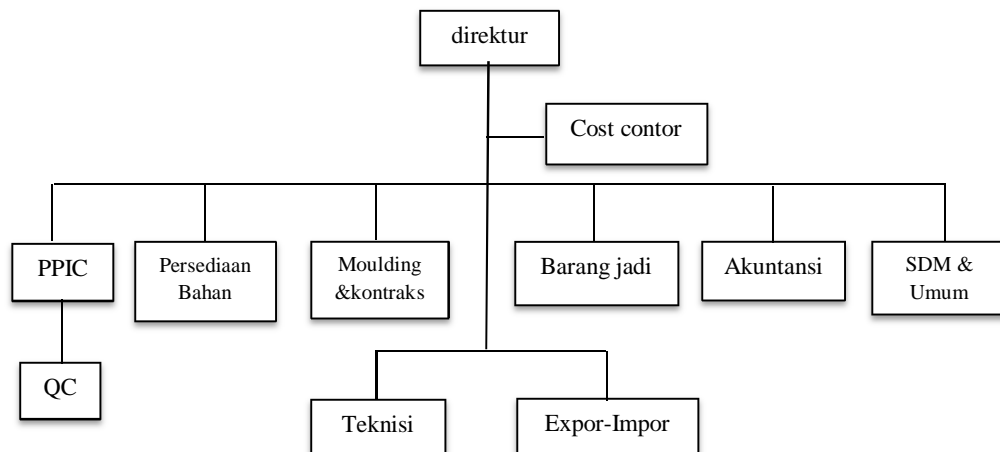 direktur
Cost contor
PPIC
Persediaan
Bahan
Moulding
&kontraks
Barang jadi
Akuntansi
SDM &
Umum
QC
Teknisi
Expor-Impor